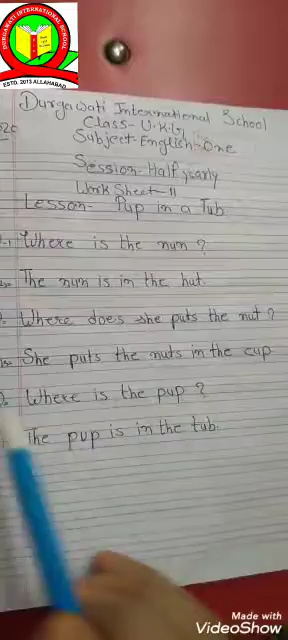 DURGAWATI INTERNATIONAL SCHOOL
ESTD. 2013 ALLAHABAD
Durgawati International School
Class- U.K.G
Subject- English- One
Session- Half yearly
Work Sheet- 11
Lesson- Pup in a Tub
Where is the nun ?
The nun is in the hut.
Where does she puts the nut ?
She puts the nuts in the cup
Where is the pup ?
The pup is in the tub.
Made with
VideoShow